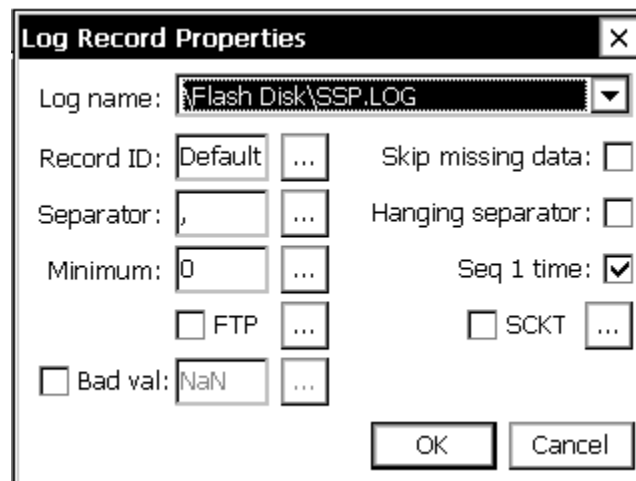 Log Record Properties
Log name: \Flash Disk\SSP.LOG
Record ID: Default ... Skip missing data:
Separator: , ... Hanging separator:
Minimum: 0 ... Seq 1 time:
FTP ... SCKT ...
Bad val: NaN ...
OK Cancel